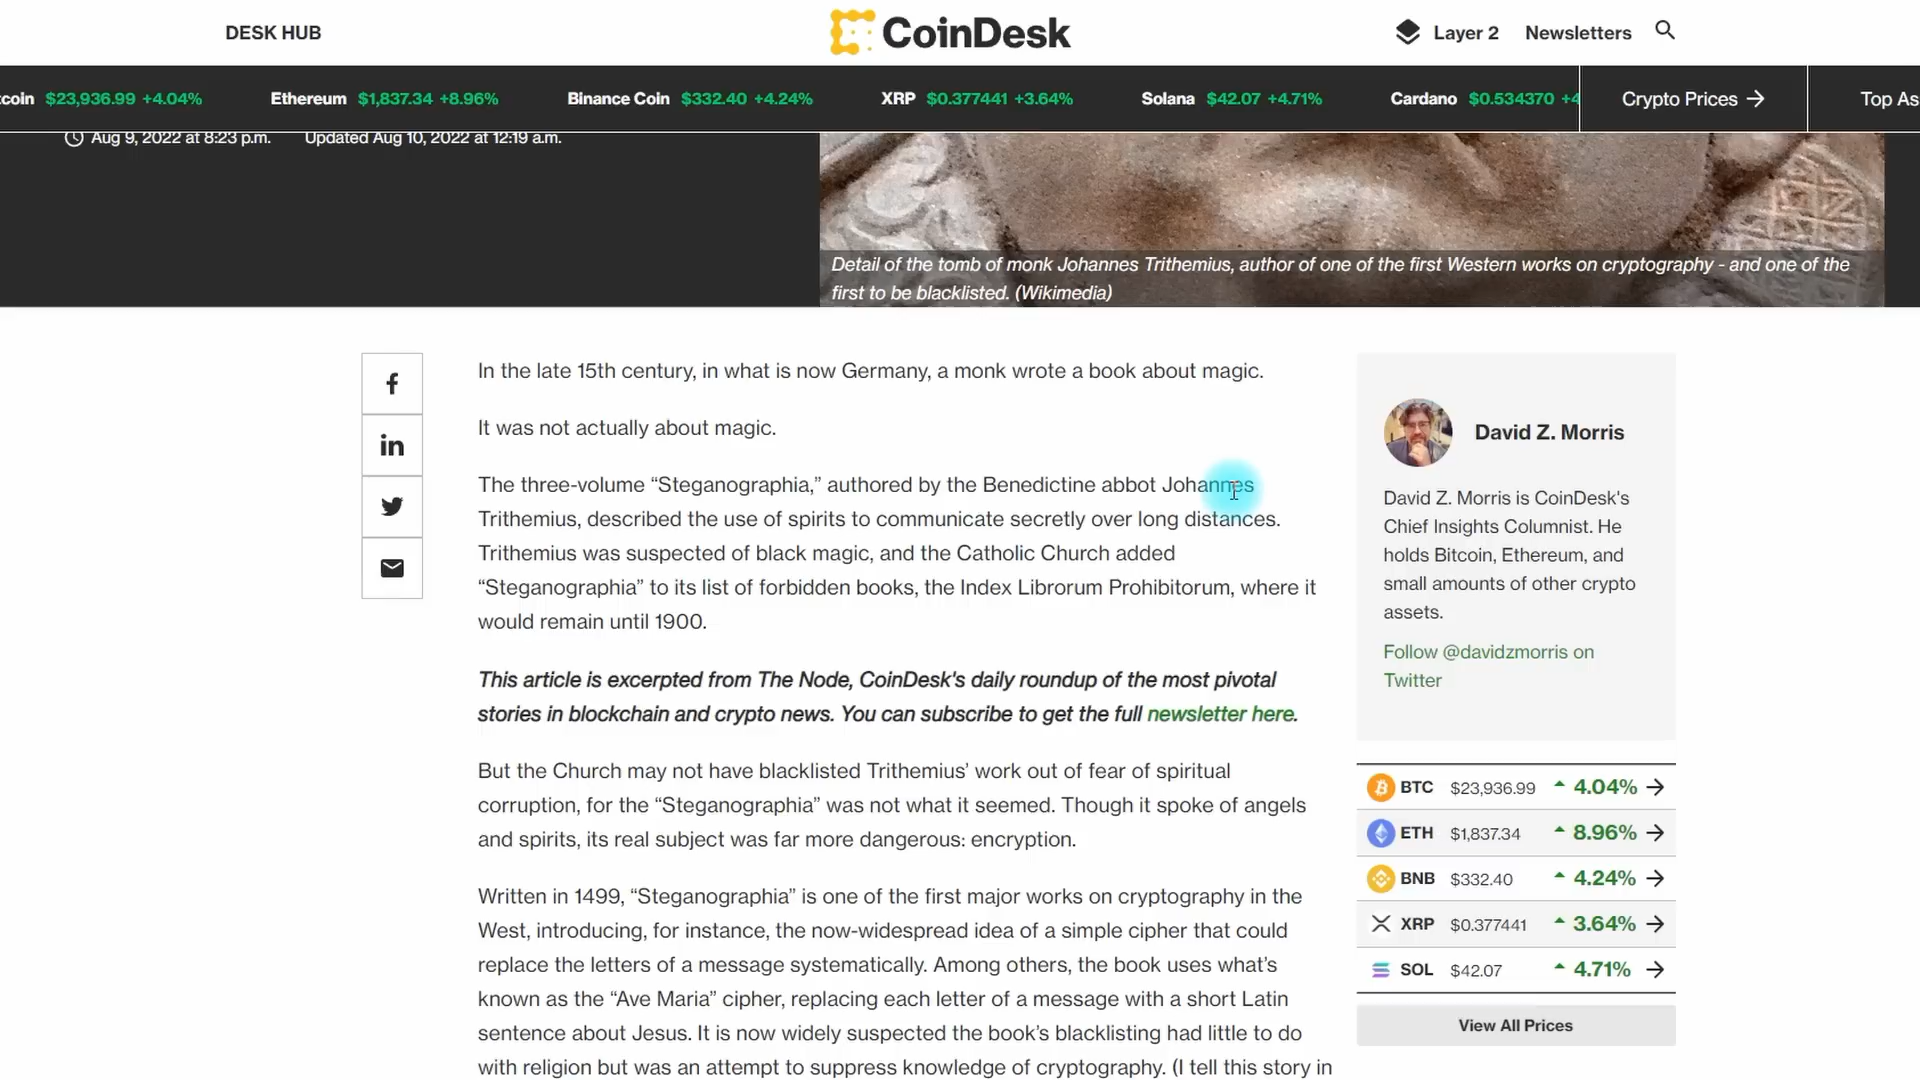 DESK HUB
CoinDesk
Layer 2
Newsletters
coin $23,936.99 +4.04%
Ethereum $1,837.34 +8.96%
Binance Coin $332.40 +4.24%
XRP $0.377441 +3.64%
Solana $42.07 +4.71%
Cardano $0.534370 +4
Crypto Prices
Top As
Aug 9, 2022 at 8:23 p.m.
Updated Aug 10, 2022 at 12:19 a.m.
Detail of the tomb of monk Johannes Trithemius, author of one of the first Western works on cryptography - and one of the
first to be blacklisted. (Wikimedia)
In the late 15th century, in what is now Germany, a monk wrote a book about magic.
It was not actually about magic.
The three-volume “Steganographia,” authored by the Benedictine abbot Johannes
Trithemius, described the use of spirits to communicate secretly over long distances.
Trithemius was suspected of black magic, and the Catholic Church added
“Steganographia” to its list of forbidden books, the Index Librorum Prohibitorum, where it
would remain until 1900.
This article is excerpted from The Node, CoinDesk's daily roundup of the most pivotal
stories in blockchain and crypto news. You can subscribe to get the full newsletter here.
But the Church may not have blacklisted Trithemius’ work out of fear of spiritual
corruption, for the “Steganographia” was not what it seemed. Though it spoke of angels
and spirits, its real subject was far more dangerous: encryption.
Written in 1499, “Steganographia” is one of the first major works on cryptography in the
West, introducing, for instance, the now-widespread idea of a simple cipher that could
replace the letters of a message systematically. Among others, the book uses what’s
known as the “Ave Maria” cipher, replacing each letter of a message with a short Latin
sentence about Jesus. It is now widely suspected the book’s blacklisting had little to do
with religion but was an attempt to suppress knowledge of cryptography. (I tell this story in
David Z. Morris
David Z. Morris is CoinDesk's
Chief Insights Columnist. He
holds Bitcoin, Ethereum, and
small amounts of other crypto
assets.
Follow @davidzmorris on
Twitter
BTC $23,936.99 4.04%
ETH $1,837.34 8.96%
BNB $332.40 4.24%
XRP $0.377441 3.64%
SOL $42.07 4.71%
View All Prices